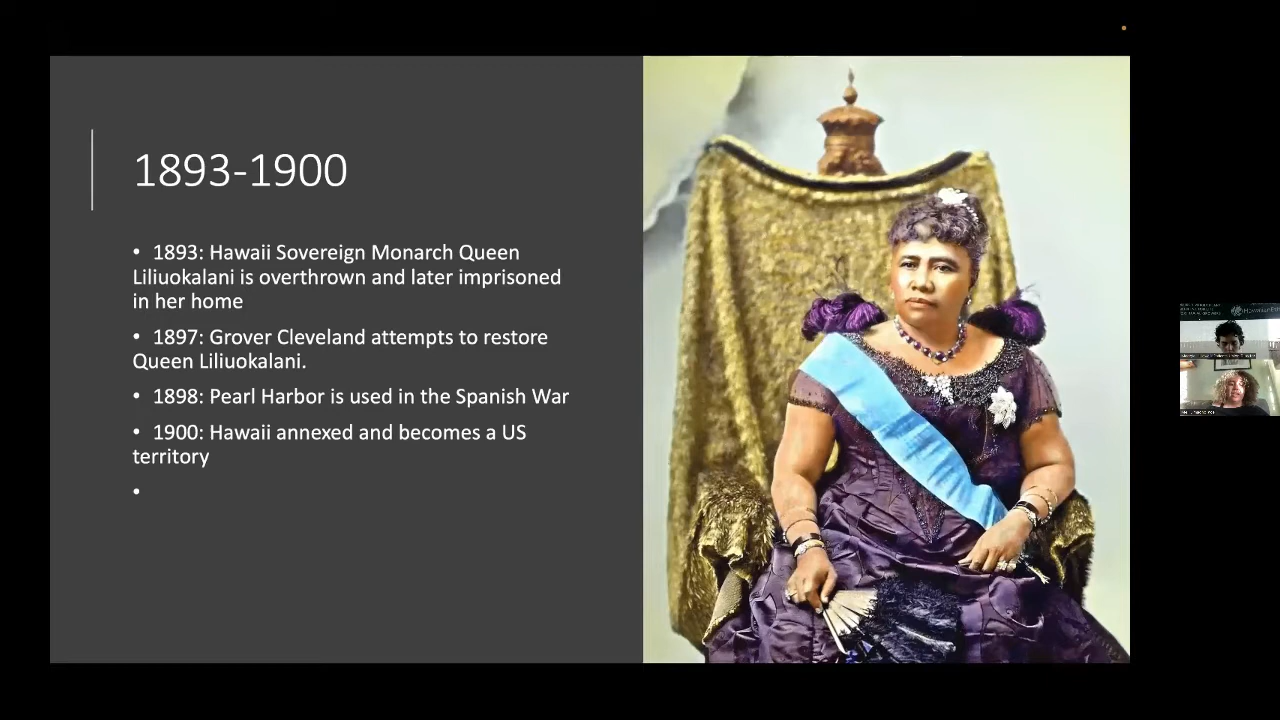 1893-1900
• 1893: Hawaii Sovereign Monarch Queen
Liliuokalani is overthrown and later imprisoned
in her home
• 1897: Grover Cleveland attempts to restore
Queen Liliuokalani.
• 1898: Pearl Harbor is used in the Spanish War
• 1900: Hawaii annexed and becomes a US
territory
•